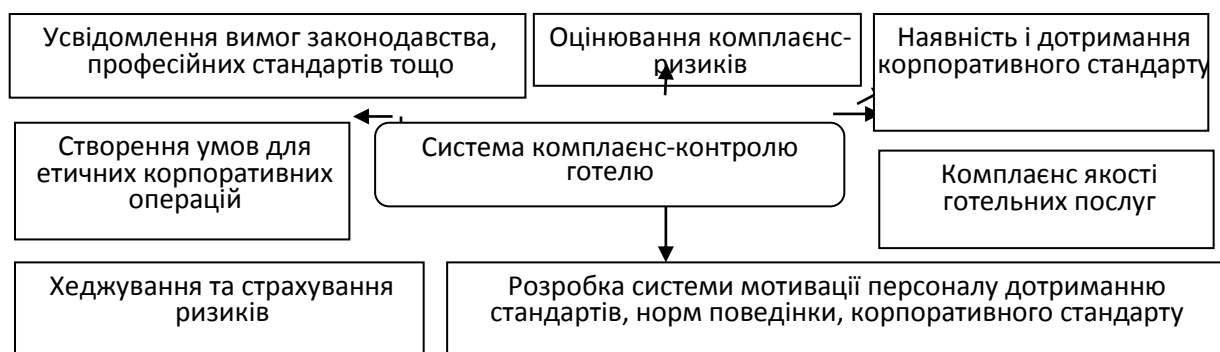 Усвідомлення вимог законодавства,
професійних стандартів тощо
Оцінювання комплаєнс-
ризиків
Наявність і дотримання
корпоративного стандарту
Створення умов для
етичних корпоративних
операцій
Система комплаєнс-контролю
готелю
Комплаєнс якості
готельних послуг
Хеджування та страхування
ризиків
Розробка системи мотивації персоналу дотриманню
стандартів, норм поведінки, корпоративного стандарту